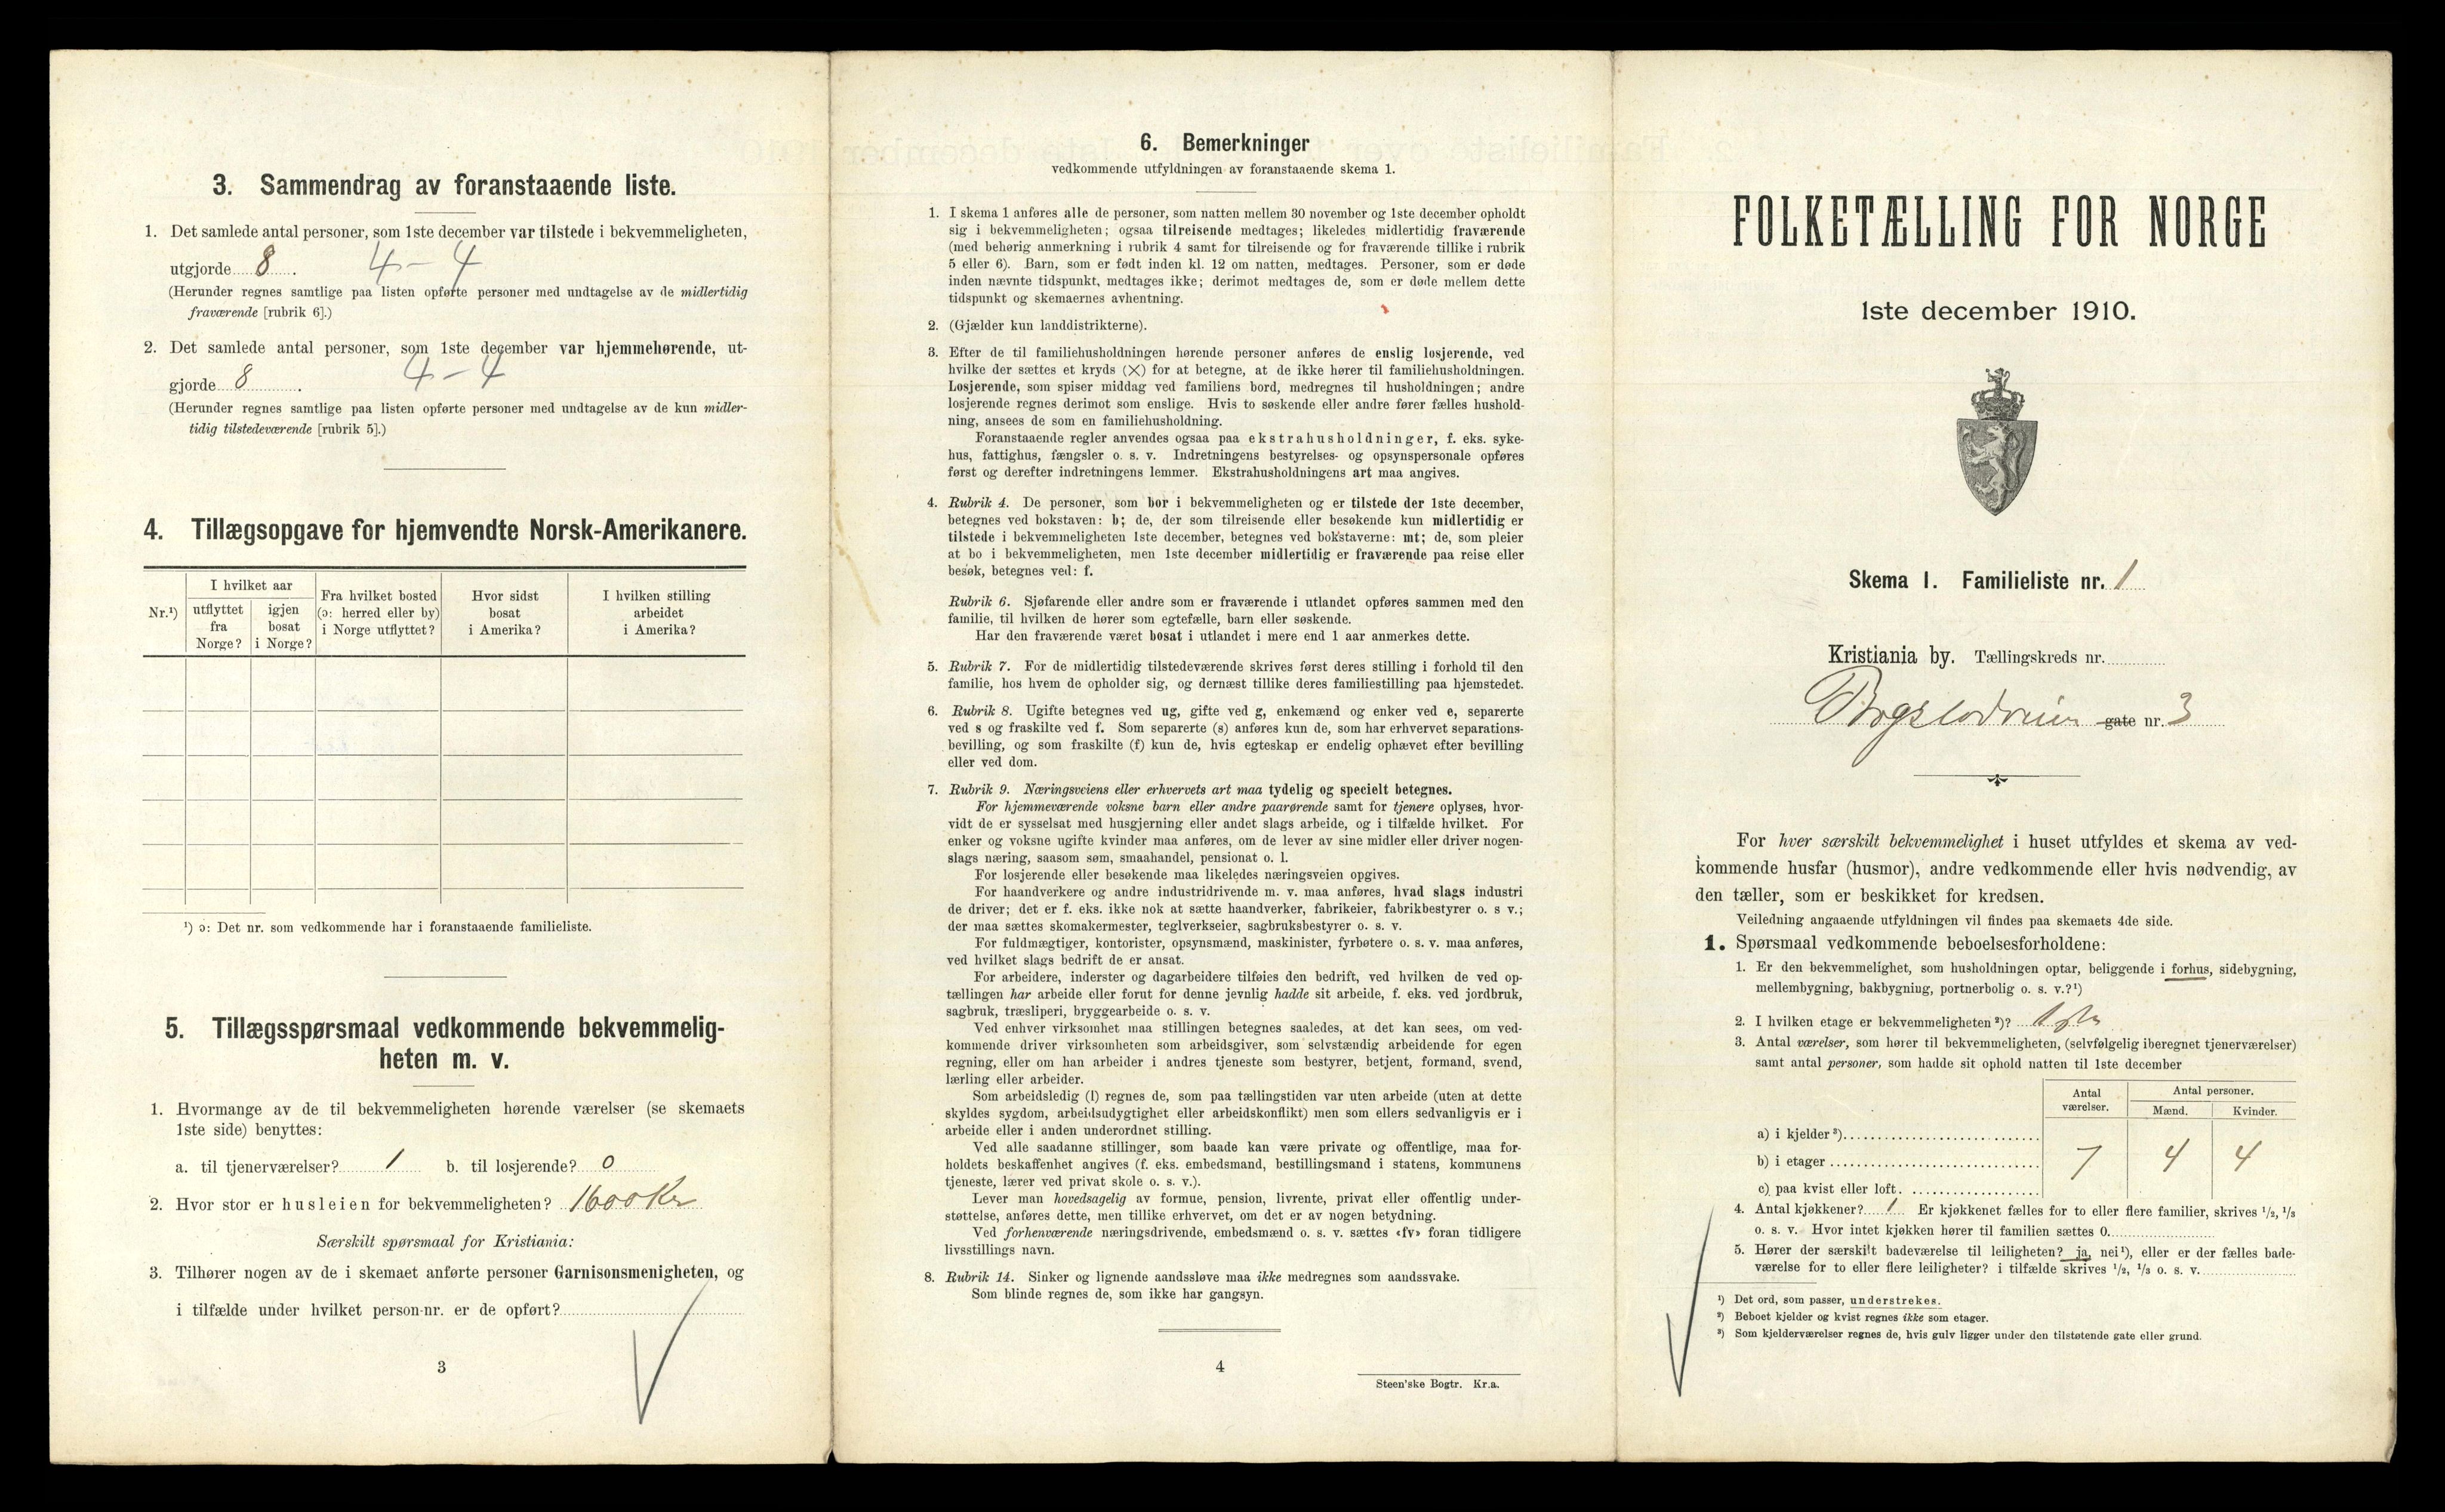 3. Sammendrag av foranstaaende liste.
1. Det samlede antal personer, som 1ste december var tilstede i bekvemmeligheten,
utgjorde 8. 4 – 4
(Herunder regnes samtlige paa listen opførte personer med undtagelse av de midlertidig
fraværende [rubrik 6].)
2. Det samlede antal personer, som 1ste december var hjemmehørende, ut-
gjorde 8. 4 – 4
(Herunder regnes samtlige paa listen opførte personer med undtagelse av de kun midler-
tidig tilstedeværende [rubrik 5].)
4. Tillægsopgave for hjemvendte Norsk-Amerikanere.
Nr.¹)
I hvilket aar
utflyttet
fra
Norge?
igjen
bosat
i Norge?
Fra hvilket bosted
(ɔ: herred eller by)
i Norge utflyttet?
Hvor sidst
bosat
i Amerika?
I hvilken stilling
arbeidet
i Amerika?
¹) ɔ: Det nr. som vedkommende har i foranstaaende familieliste.
5. Tillægsspørsmaal vedkommende bekvemmelig-
heten m. v.
1. Hvormange av de til bekvemmeligheten hørende værelser (se skemaets
1ste side) benyttes:
a. til tjenerværelser? 1 b. til losjerende? 0
2. Hvor stor er husleien for bekvemmeligheten? 1600 Kr
Særskilt spørsmaal for Kristiania:
3. Tilhører nogen av de i skemaet anførte personer Garnisonsmenigheten, og
i tilfælde under hvilket person-nr. er de opført?
3
6. Bemerkninger
vedkommende utfyldningen av foranstaaende skema 1.
1. I skema 1 anføres alle de personer, som natten mellem 30 november og 1ste december opholdt
sig i bekvemmeligheten; ogsaa tilreisende medtages; likeledes midlertidig fraværende
(med behørig anmerkning i rubrik 4 samt for tilreisende og for fraværende tillike i rubrik
5 eller 6). Barn, som er født inden kl. 12 om natten, medtages. Personer, som er døde
inden nævnte tidspunkt, medtages ikke; derimot medtages de, som er døde mellem dette
tidspunkt og skemaernes avhentning.
2. (Gjælder kun landdistrikterne).
3. Efter de til familiehusholdningen hørende personer anføres de enslig losjerende, ved
hvilke der sættes et kryds (×) for at betegne, at de ikke hører til familiehusholdningen.
Losjerende, som spiser middag ved familiens bord, medregnes til husholdningen; andre
losjerende regnes derimot som enslige. Hvis to søskende eller andre fører fælles hushold-
ning, ansees de som en familiehusholdning.
Foranstaaende regler anvendes ogsaa paa ekstrahusholdninger, f. eks. syke-
hus, fattighus, fængsler o. s. v. Indretningens bestyrelses- og opsynspersonale opføres
først og derefter indretningens lemmer. Ekstrahusholdningens art maa angives.
4. Rubrik 4. De personer, som bor i bekvemmeligheten og er tilstede der 1ste december,
betegnes ved bokstaven: b; de, der som tilreisende eller besøkende kun midlertidig er
tilstede i bekvemmeligheten 1ste december, betegnes ved bokstaverne: mt; de, som pleier
at bo i bekvemmeligheten, men 1ste december midlertidig er fraværende paa reise eller
besøk, betegnes ved: f.
Rubrik 6. Sjøfarende eller andre som er fraværende i utlandet opføres sammen med den
familie, til hvilken de hører som egtefælle, barn eller søskende.
Har den fraværende været bosat i utlandet i mere end 1 aar anmerkes dette.
5. Rubrik 7. For de midlertidig tilstedeværende skrives først deres stilling i forhold til den
familie, hos hvem de opholder sig, og dernæst tillike deres familiestilling paa hjemstedet.
6. Rubrik 8. Ugifte betegnes ved ug, gifte ved g, enkemænd og enker ved e, separerte
ved s og fraskilte ved f. Som separerte (s) anføres kun de, som har erhvervet separations-
bevilling, og som fraskilte (f) kun de, hvis egteskap er endelig ophævet efter bevilling
eller ved dom.
7. Rubrik 9. Næringsveiens eller erhvervets art maa tydelig og specielt betegnes.
For hjemmeværende voksne barn eller andre paarørende samt for tjenere oplyses, hvor-
vidt de er sysselsat med husgjerning eller andet slags arbeide, og i tilfælde hvilket. For
enker og voksne ugifte kvinder maa anføres, om de lever av sine midler eller driver nogen-
slags næring, saasom søm, smaahandel, pensionat o. l.
For losjerende eller besøkende maa likeledes næringsveien opgives.
For haandverkere og andre industridrivende m. v. maa anføres, hvad slags industri
de driver; det er f. eks. ikke nok at sætte haandverker, fabrikeier, fabrikbestyrer o. s v.;
der maa sættes skomakermester, teglverkseier, sagbruksbestyrer o. s. v.
For fuldmægtiger, kontorister, opsynsmænd, maskinister, fyrbøtere o. s. v. maa anføres,
ved hvilket slags bedrift de er ansat.
For arbeidere, inderster og dagarbeidere tilføies den bedrift, ved hvilken de ved op-
tællingen har arbeide eller forut for denne jevnlig hadde sit arbeide, f. eks. ved jordbruk,
sagbruk, træsliperi, bryggearbeide o. s. v.
Ved enhver virksomhet maa stillingen betegnes saaledes, at det kan sees, om ved-
kommende driver virksomheten som arbeidsgiver, som selvstændig arbeidende for egen
regning, eller om han arbeider i andres tjeneste som bestyrer, betjent, formand, svend,
lærling eller arbeider.
Som arbeidsledig (l) regnes de, som paa tællingstiden var uten arbeide (uten at dette
skyldes sygdom, arbeidsudygtighet eller arbeidskonflikt) men som ellers sedvanligvis er i
arbeide eller i anden underordnet stilling.
Ved alle saadanne stillinger, som baade kan være private og offentlige, maa for-
holdets beskaffenhet angives (f. eks. embedsmand, bestillingsmand i statens, kommunens
tjeneste, lærer ved privat skole o. s. v.).
Lever man hovedsagelig av formue, pension, livrente, privat eller offentlig under-
støttelse, anføres dette, men tillike erhvervet, om det er av nogen betydning.
Ved forhenværende næringsdrivende, embedsmænd o. s. v. sættes «fv» foran tidligere
livsstillings navn.
8. Rubrik 14. Sinker og lignende aandssløve maa ikke medregnes som aandssvake.
Som blinde regnes de, som ikke har gangsyn.
4
Steen'ske Bogtr. Kr.a.
FOLKETÆLLING FOR NORGE
1ste december 1910.
Skema 1. Familieliste nr. 1
Kristiania by. Tællingskreds nr.
gate nr. 3
For hver særskilt bekvemmelighet i huset utfyldes et skema av ved-
kommende husfar (husmor), andre vedkommende eller hvis nødvendig, av
den tæller, som er beskikket for kredsen.
Veiledning angaaende utfyldningen vil findes paa skemaets 4de side.
1. Spørsmaal vedkommende beboelsesforholdene:
1. Er den bekvemmelighet, som husholdningen optar, beliggende i forhus, sidebygning,
mellembygning, bakbygning, portnerbolig o. s. v.?¹)
2. I hvilken etage er bekvemmeligheten²)?
3. Antal værelser, som hører til bekvemmeligheten, (selvfølgelig iberegnet tjenerværelser)
samt antal personer, som hadde sit ophold natten til 1ste december
Antal
værelser.
Antal personer.
Mænd. Kvinder.
a) i kjelder³)
b) i etager 7 4 4
c) paa kvist eller loft.
4. Antal kjøkkener? 1 Er kjøkkenet fælles for to eller flere familier, skrives ¹/₂, ¹/₃
o. s. v. Hvor intet kjøkken hører til familien sættes 0.
5. Hører der særskilt badeværelse til leiligheten? ja, nei¹), eller er der fælles bade-
værelse for to eller flere leiligheter? i tilfælde skrives ¹/₂, ¹/₃ o. s. v.
¹) Det ord, som passer, understrekes.
²) Beboet kjelder og kvist regnes ikke som etager.
³) Som kjelderværelser regnes de, hvis gulv ligger under den tilstøtende gate eller grund.